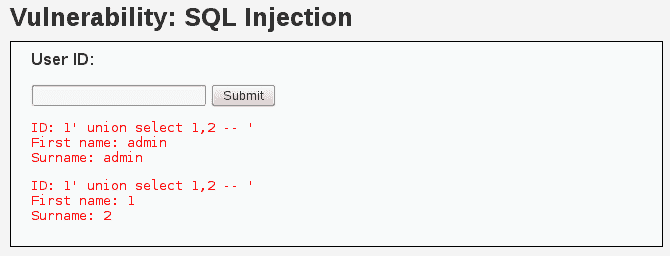 Vulnerability: SQL Injection
User ID:
Submit
ID: 1' union select 1,2 -- '
First name: admin
Surname: admin
ID: 1' union select 1,2 -- '
First name: 1
Surname: 2